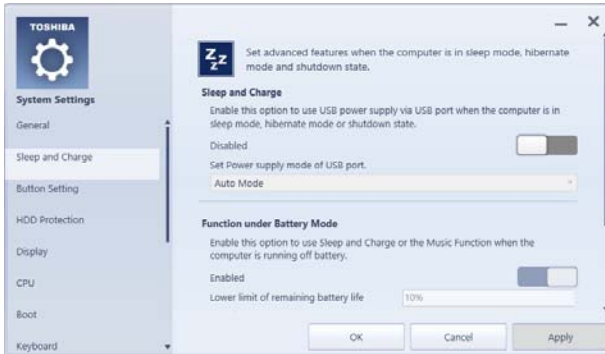 TOSHIBA
System Settings
General
Sleep and Charge
Button Setting
HDD Protection
Display
CPU
Boot
Keyboard
Zzz
Set advanced features when the computer is in sleep mode, hibernate
mode and shutdown state.
Sleep and Charge
Enable this option to use USB power supply via USB port when the computer is in
sleep mode, hibernate mode or shutdown state.
Disabled
Set Power supply mode of USB port.
Auto Mode
Function under Battery Mode
Enable this option to use Sleep and Charge or the Music Function when the
computer is running off battery.
Enabled
Lower limit of remaining battery life 10%
OK Cancel Apply